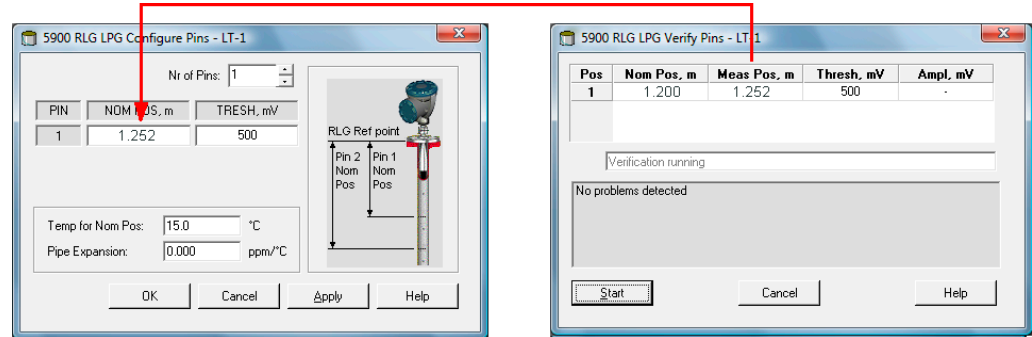 5900 RLG LPG Configure Pins - LT-1
Nr of Pins: 1
PIN NOM POS, m TRESH, mV
1 1.252 500
RLG Ref point
Pin 2 Pin 1
Nom Nom
Pos Pos
Temp for Nom Pos: 15.0 °C
Pipe Expansion: 0.000 ppm/°C
OK Cancel Apply Help
5900 RLG LPG Verify Pins - LT-1
Pos Nom Pos, m Meas Pos, m Thresh, mV Ampl, mV
1 1.200 1.252 500 -
Verification running
No problems detected
Start Cancel Help